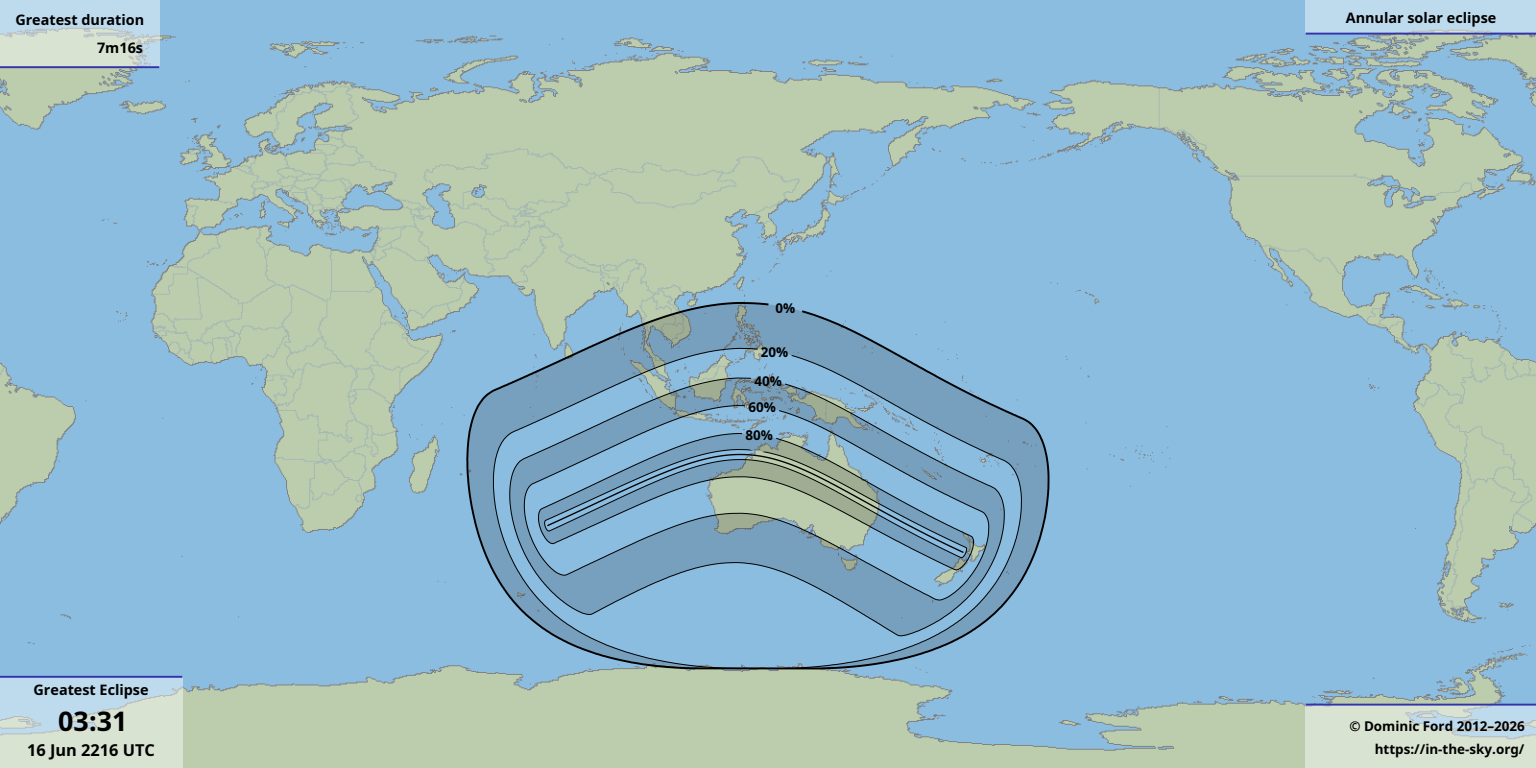 Greatest duration
7m16s
Annular solar eclipse
0%
20%
40%
60%
80%
Greatest Eclipse
03:31
16 Jun 2216 UTC
© Dominic Ford 2012–2026
https://in-the-sky.org/